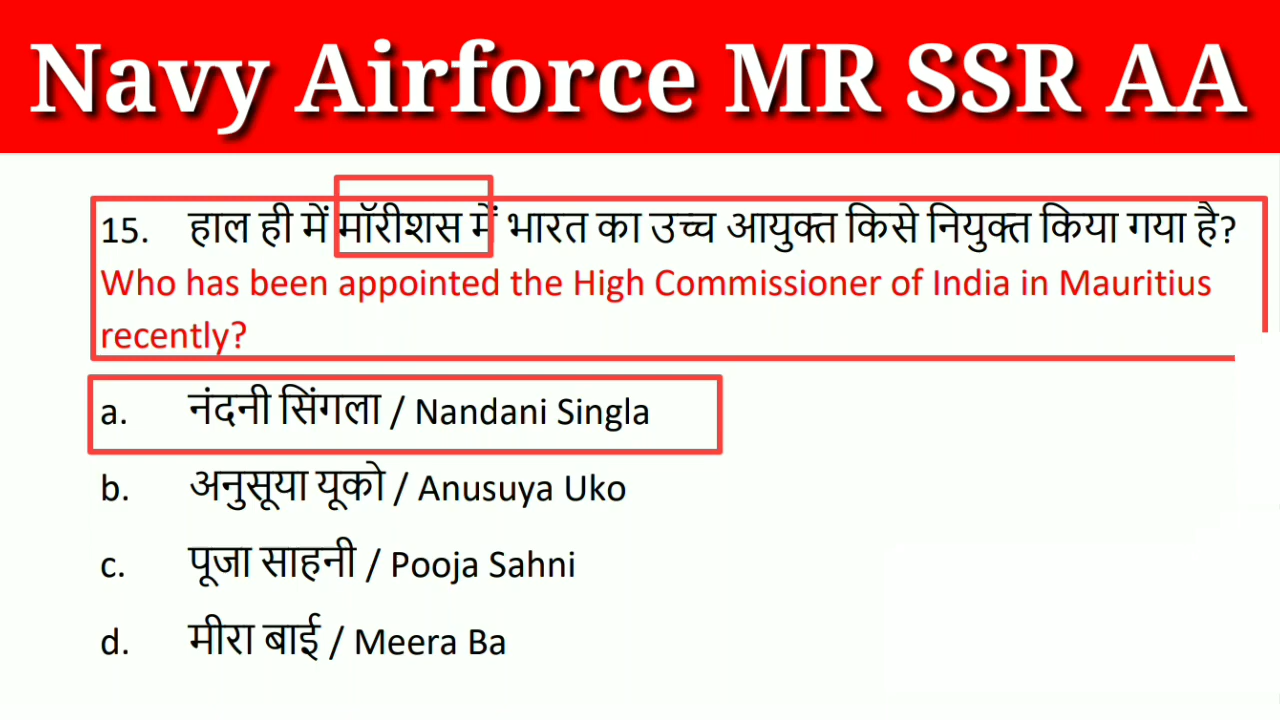 Navy Airforce MR SSR AA
15. हाल ही में मॉरीशस में भारत का उच्च आयुक्त किसे नियुक्त किया गया है?
Who has been appointed the High Commissioner of India in Mauritius
recently?
a. नंदनी सिंगला / Nandani Singla
b. अनुसूया यूको / Anusuya Uko
c. पूजा साहनी / Pooja Sahni
d. मीरा बाई / Meera Ba